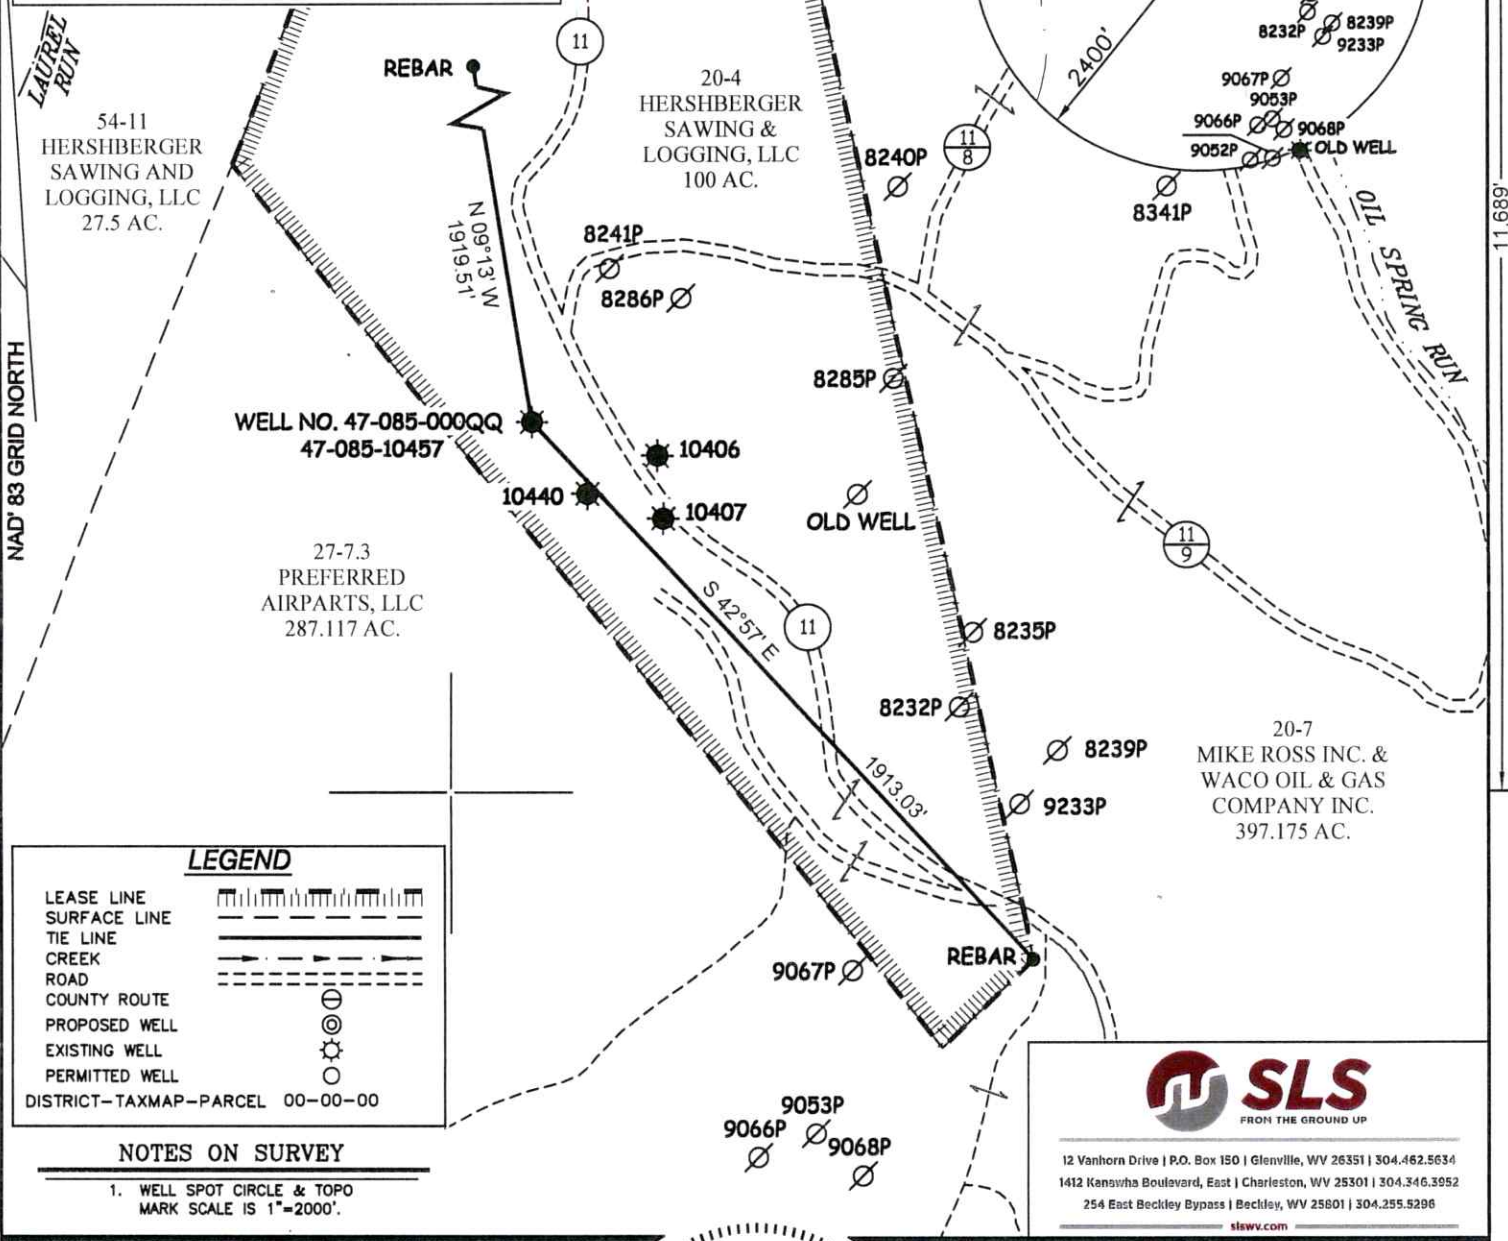 LAUREL
RUN
54-11
HERSHBERGER
SAWING AND
LOGGING, LLC
27.5 AC.
REBAR
11
20-4
HERSHBERGER
SAWING &
LOGGING, LLC
100 AC.
2400'
8232P
8239P
9233P
9067P
9053P
9066P
9068P
9052P
OLD WELL
11
8
8240P
8341P
11,689'
OIL SPRING RUN
N 09°13' W
1919.51'
8241P
8286P
8285P
NAD' 83 GRID NORTH
WELL NO. 47-085-000QQ
47-085-10457
10406
10440
10407
OLD WELL
11
9
27-7.3
PREFERRED
AIRPARTS, LLC
287.117 AC.
S 42°57' E
1913.03'
11
8235P
8232P
8239P
9233P
20-7
MIKE ROSS INC. &
WACO OIL & GAS
COMPANY INC.
397.175 AC.
REBAR
9067P
9053P
9066P
9068P
LEGEND
LEASE LINE
SURFACE LINE
TIE LINE
CREEK
ROAD
COUNTY ROUTE
PROPOSED WELL
EXISTING WELL
PERMITTED WELL
DISTRICT-TAXMAP-PARCEL 00-00-00
NOTES ON SURVEY
1. WELL SPOT CIRCLE & TOPO
MARK SCALE IS 1"=2000'.
SLS
FROM THE GROUND UP
12 Vanhorn Drive | P.O. Box 150 | Glenville, WV 26351 | 304.462.5634
1412 Kanawha Boulevard, East | Charleston, WV 25301 | 304.346.3952
254 East Beckley Bypass | Beckley, WV 25801 | 304.255.5296
slswv.com